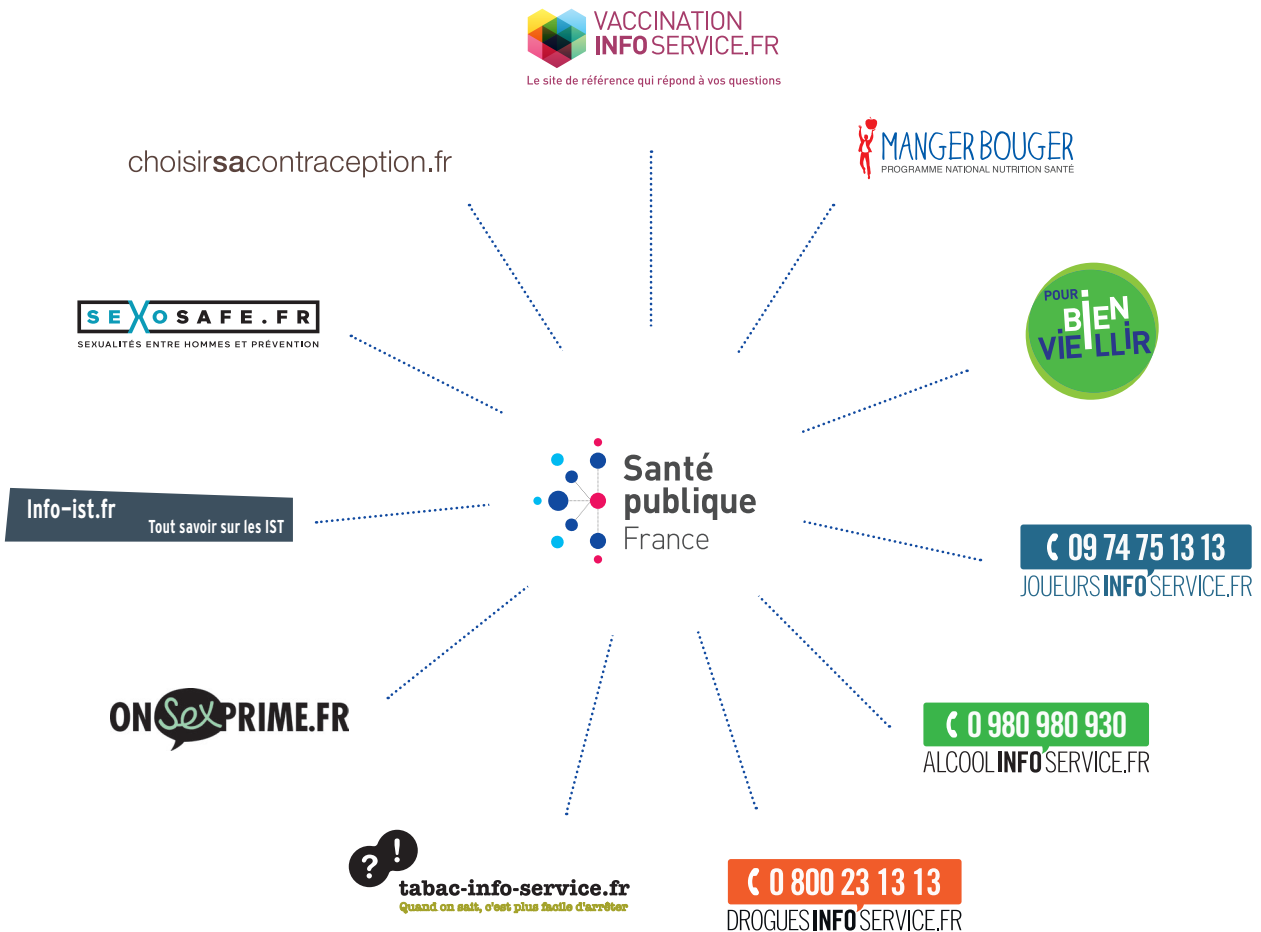 VACCINATION
INFOSERVICE.FR
Le site de référence qui répond à vos questions
choisirsacontraception.fr
MANGER BOUGER
PROGRAMME NATIONAL NUTRITION SANTÉ
SEXOSAFE.FR
SEXUALITÉS ENTRE HOMMES ET PRÉVENTION
POUR
BIEN
VIEILLIR
Santé
publique
France
Info-ist.fr
Tout savoir sur les IST
09 74 75 13 13
JOUEURS INFO SERVICE.FR
ONSEXPRIME.FR
0 980 980 930
ALCOOL INFO SERVICE.FR
?!
tabac-info-service.fr
Quand on sait, c'est plus facile d'arrêter
0 800 23 13 13
DROGUES INFO SERVICE.FR